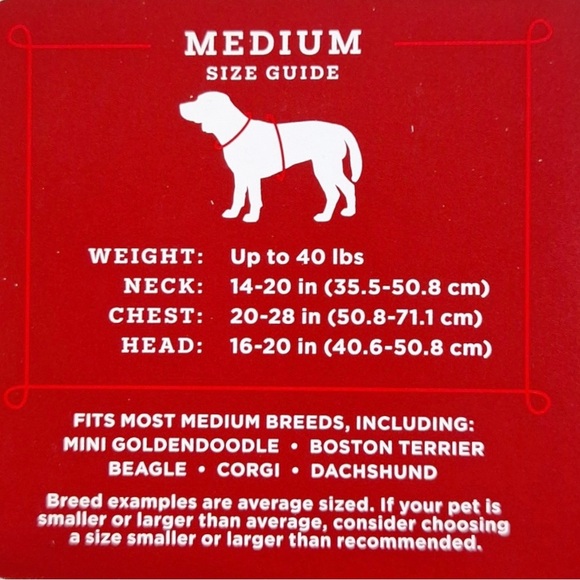 MEDIUM
SIZE GUIDE
WEIGHT: Up to 40 lbs
NECK: 14-20 in (35.5-50.8 cm)
CHEST: 20-28 in (50.8-71.1 cm)
HEAD: 16-20 in (40.6-50.8 cm)
FITS MOST MEDIUM BREEDS, INCLUDING:
MINI GOLDENDOODLE • BOSTON TERRIER
BEAGLE • CORGI • DACHSHUND
Breed examples are average sized. If your pet is
smaller or larger than average, consider choosing
a size smaller or larger than recommended.